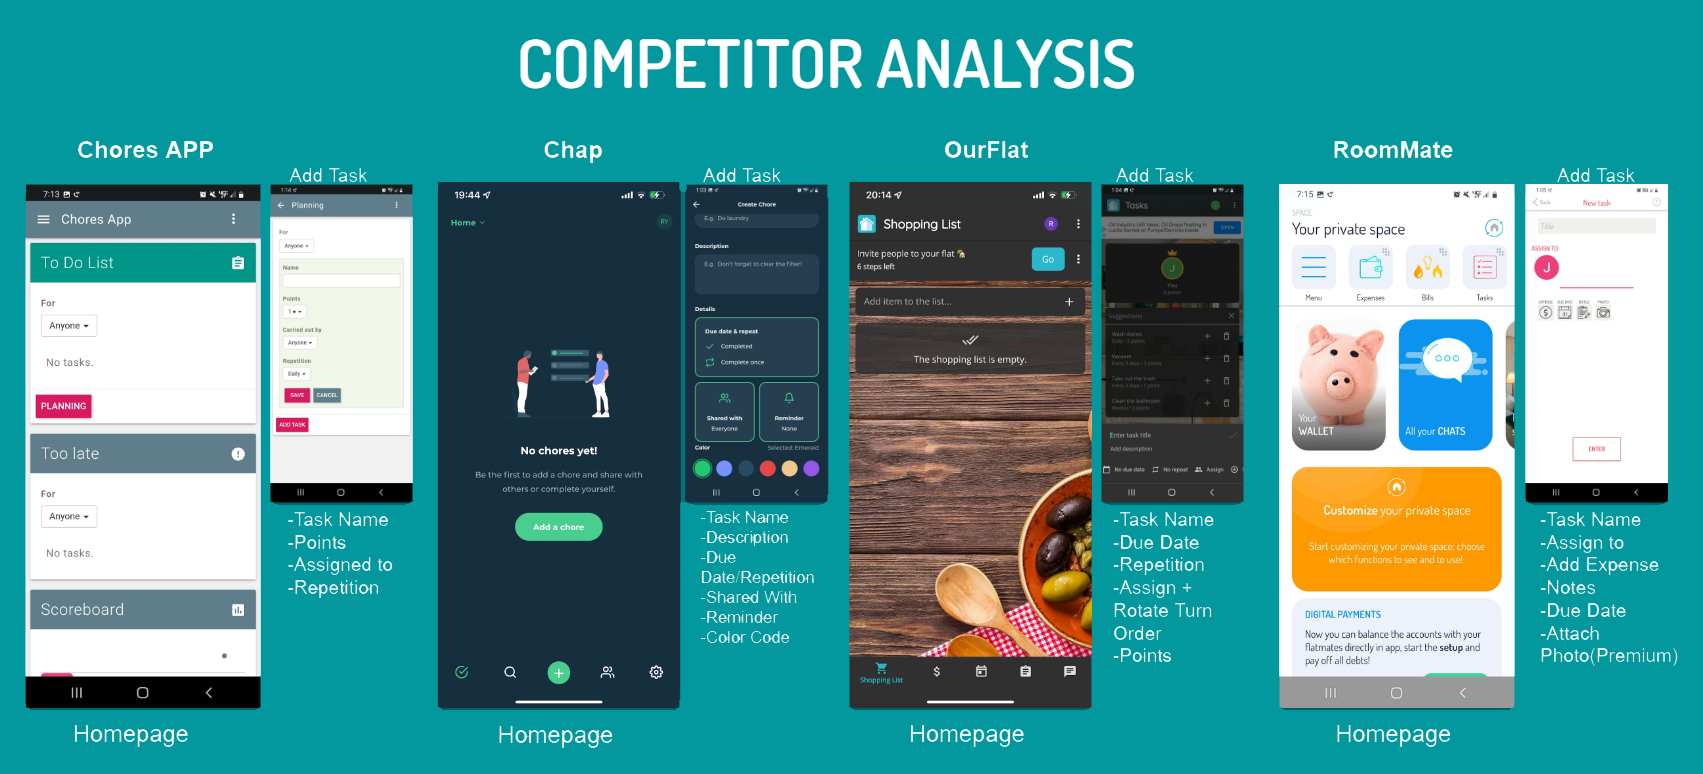 COMPETITOR ANALYSIS
Chores APP
Add Task
7:13
Chores App
To Do List
For
Anyone
No tasks.
PLANNING
Too late
For
Anyone
No tasks.
Scoreboard
Homepage
1:14
Planning
For
Anyone
Name
Points
1
Carried out by
Anyone
Repetition
Daily
SAVE CANCEL
ADD TASK
-Task Name
-Points
-Assigned to
-Repetition
Chap
Add Task
19:44
Home
RY
No chores yet!
Be the first to add a chore and share with
others or complete yourself.
Add a chore
Homepage
1:03
Create Chore
E.g. Do laundry
Description
E.g. Don't forget to clear the filter!
Details
Due date & repeat
Completed
Complete once
Shared with
Everyone
Reminder
None
Color
Selected: Emerald
-Task Name
-Description
-Due
Date/Repetition
-Shared With
-Reminder
-Color Code
OurFlat
Add Task
20:14
Shopping List
R
Invite people to your flat
6 steps left
Go
Add item to the list...
The shopping list is empty.
Shopping List
Homepage
1:04
Tasks
OPEN
J
You
Suggestions
Wash dishes
Vacuum
Take out the trash
Clean the bathroom
Enter task title
Add description
No due date No repeat Assign
-Task Name
-Due Date
-Repetition
-Assign +
Rotate Turn
Order
-Points
RoomMate
Add Task
7:15
SPACE
Your private space
Menu Expenses Bills Tasks
Your
WALLET
All your CHATS
Customize your private space
Start customizing your private space: choose
which functions to see and to use!
DIGITAL PAYMENTS
Now you can balance the accounts with your
flatmates directly in app, start the setup and
pay off all debts!
Homepage
1:05
Back
New task
Title
ASSIGN TO
J
EXPENSE DUE DATE NOTES PHOTO
ENTER
-Task Name
-Assign to
-Add Expense
-Notes
-Due Date
-Attach
Photo(Premium)